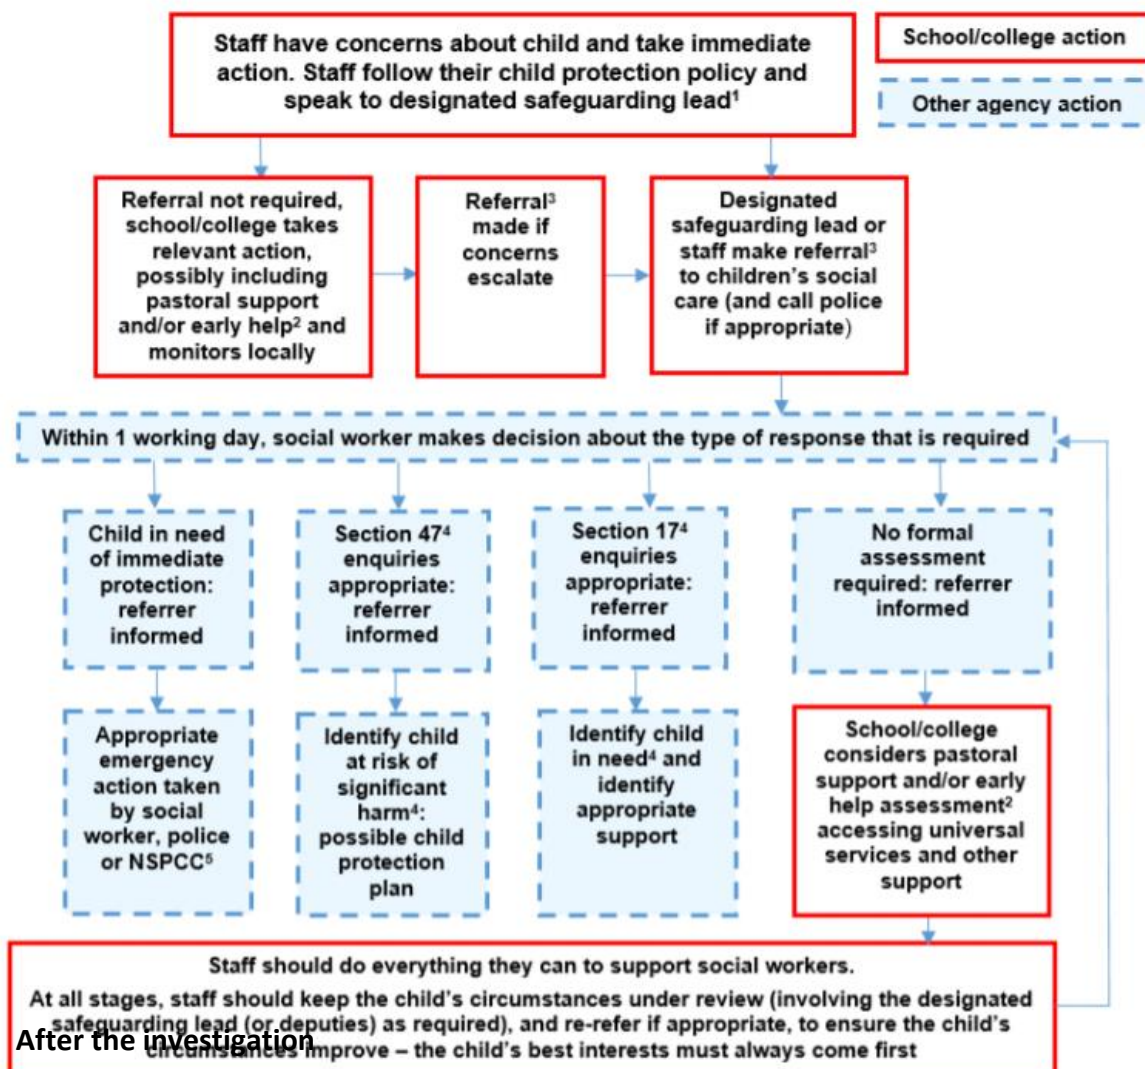 Staff have concerns about child and take immediate
action. Staff follow their child protection policy and
speak to designated safeguarding lead¹
School/college action
Other agency action
Referral not required,
school/college takes
relevant action,
possibly including
pastoral support
and/or early help² and
monitors locally
Referral³
made if
concerns
escalate
Designated
safeguarding lead or
staff make referral³
to children's social
care (and call police
if appropriate)
Within 1 working day, social worker makes decision about the type of response that is required
Child in need
of immediate
protection:
referrer
informed
Section 47⁴
enquiries
appropriate:
referrer
informed
Section 17⁴
enquiries
appropriate:
referrer
informed
No formal
assessment
required: referrer
informed
Appropriate
emergency
action taken
by social
worker, police
or NSPCC⁵
Identify child
at risk of
significant
harm⁴:
possible child
protection
plan
Identify child
in need⁴ and
identify
appropriate
support
School/college
considers pastoral
support and/or early
help assessment²
accessing universal
services and other
support
Staff should do everything they can to support social workers.
At all stages, staff should keep the child's circumstances under review (involving the designated
safeguarding lead (or deputies) as required), and re-refer if appropriate, to ensure the child's
circumstances improve – the child's best interests must always come first
After the investigation